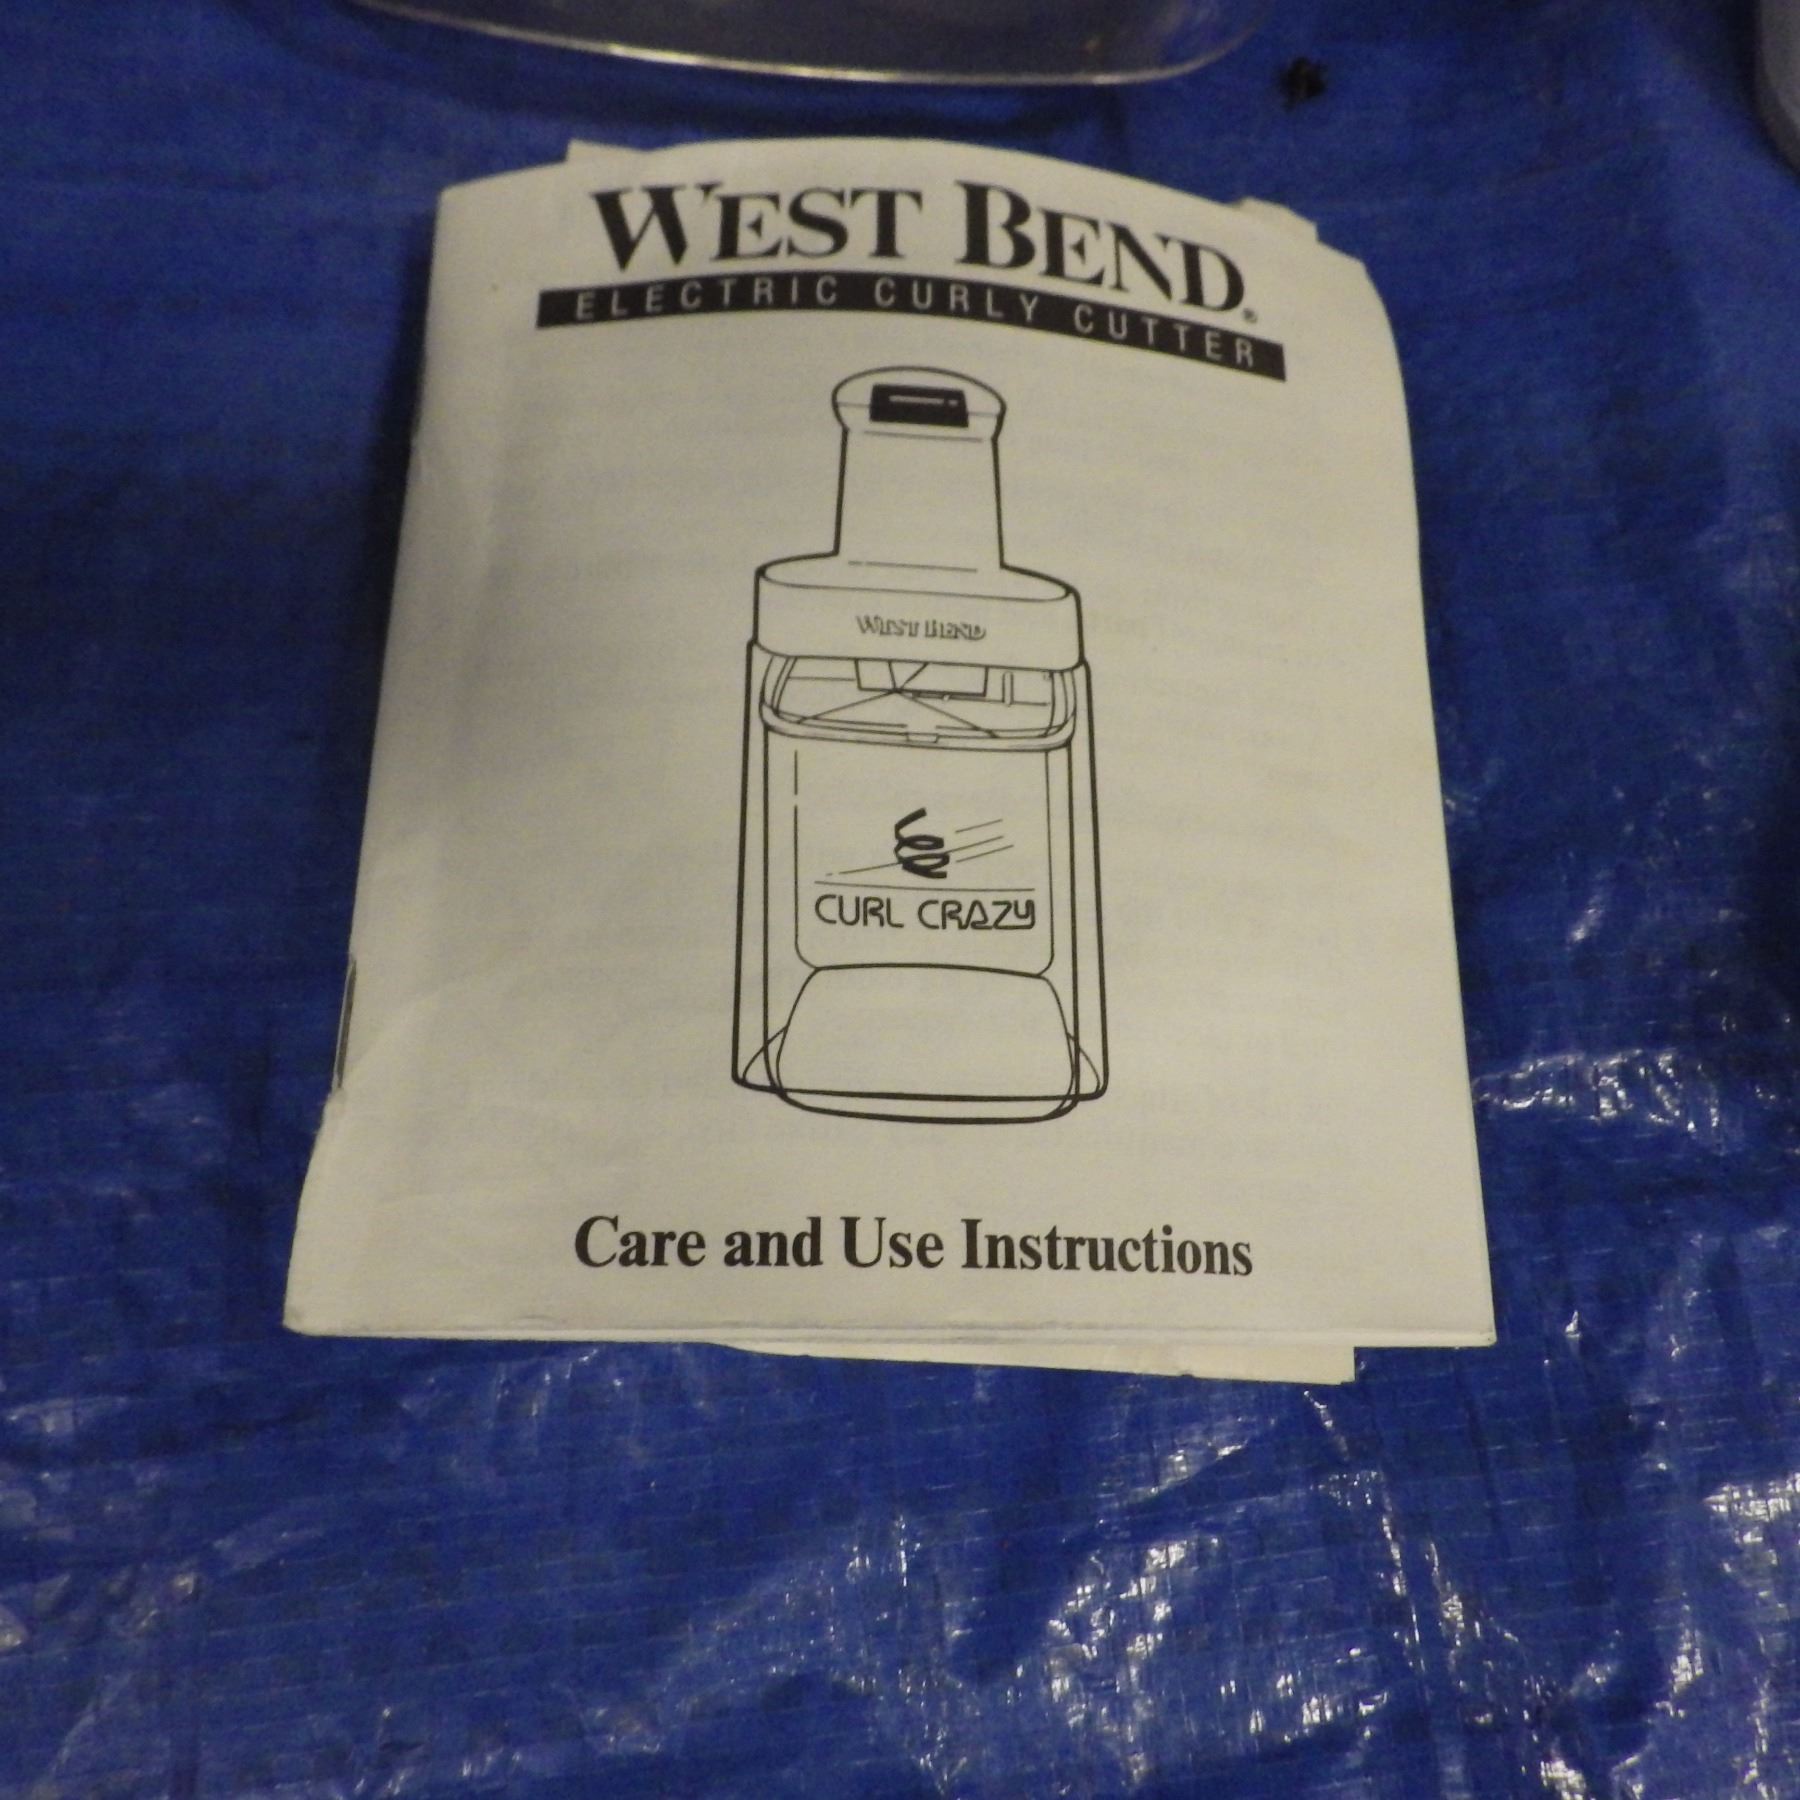 WEST BEND®
ELECTRIC CURLY CUTTER
WEST BEND
CURL CRAZY
Care and Use Instructions